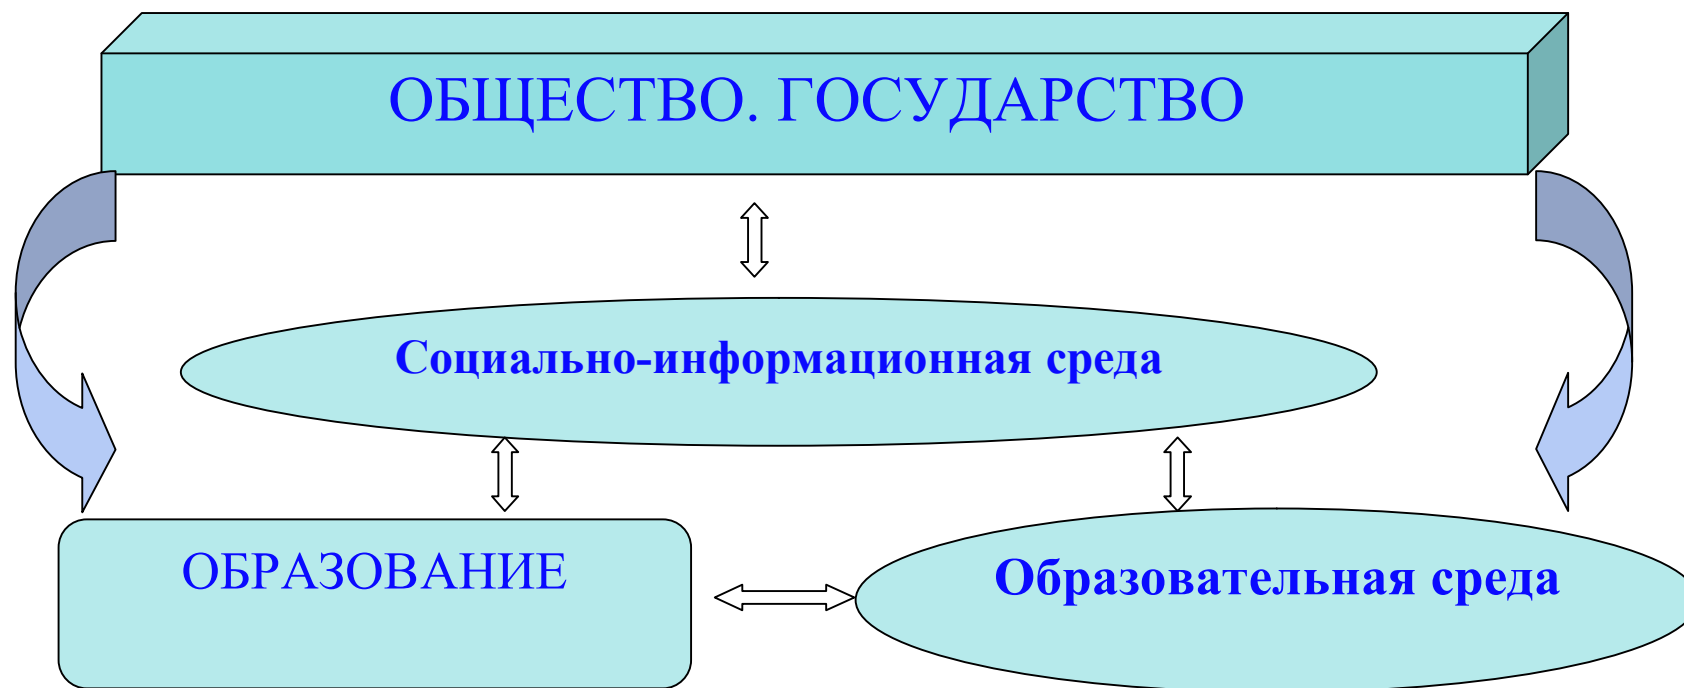 ОБЩЕСТВО. ГОСУДАРСТВО
Социально-информационная среда
ОБРАЗОВАНИЕ
Образовательная среда